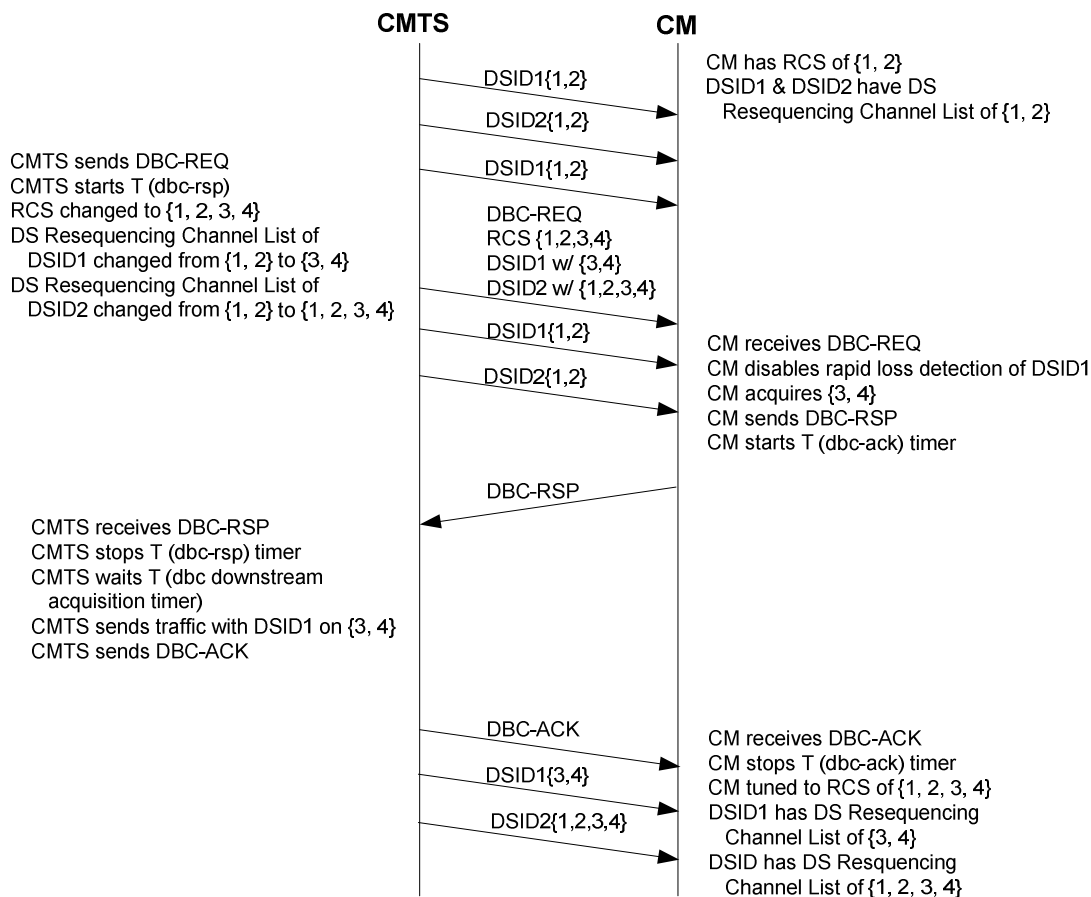 CMTS
CM
DSID1{1,2}
CM has RCS of {1, 2}
DSID1 & DSID2 have DS
Resequencing Channel List of {1, 2}
DSID2{1,2}
DSID1{1,2}
CMTS sends DBC-REQ
CMTS starts T (dbc-rsp)
RCS changed to {1, 2, 3, 4}
DS Resequencing Channel List of
DSID1 changed from {1, 2} to {3, 4}
DS Resequencing Channel List of
DSID2 changed from {1, 2} to {1, 2, 3, 4}
DBC-REQ
RCS {1,2,3,4}
DSID1 w/ {3,4}
DSID2 w/ {1,2,3,4}
DSID1{1,2}
DSID2{1,2}
CM receives DBC-REQ
CM disables rapid loss detection of DSID1
CM acquires {3, 4}
CM sends DBC-RSP
CM starts T (dbc-ack) timer
DBC-RSP
CMTS receives DBC-RSP
CMTS stops T (dbc-rsp) timer
CMTS waits T (dbc downstream
acquisition timer)
CMTS sends traffic with DSID1 on {3, 4}
CMTS sends DBC-ACK
DBC-ACK
DSID1{3,4}
DSID2{1,2,3,4}
CM receives DBC-ACK
CM stops T (dbc-ack) timer
CM tuned to RCS of {1, 2, 3, 4}
DSID1 has DS Resequencing
Channel List of {3, 4}
DSID has DS Resquencing
Channel List of {1, 2, 3, 4}